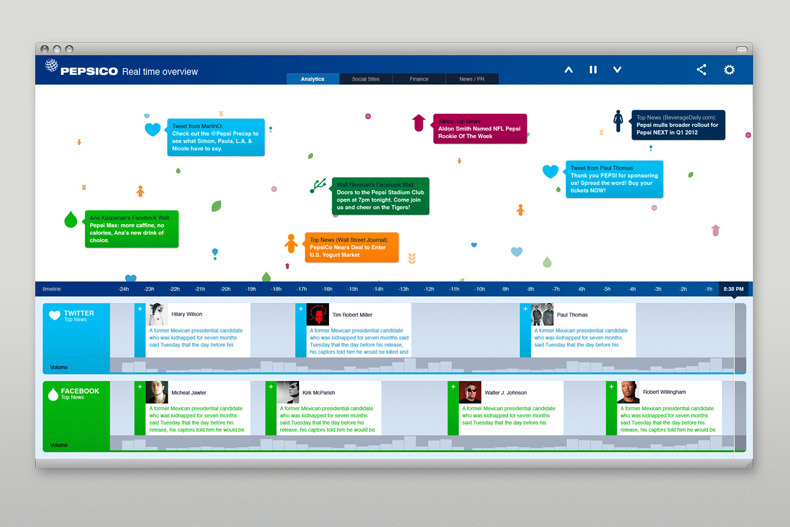 PEPSICO Real time overview
Analytics
Social Sites
Finance
News / PR
Tweet from MartinO:
Check out the @Pepsi Precap to
see what Simon, Paula, L.A. &
Nicole have to say.
Yahoo Top News
Aldon Smith Named NFL Pepsi
Rookie Of The Week
Top News (BeverageDaily.com):
Pepsi mulls broader rollout for
Pepsi NEXT in Q1 2012
Tweet from Paul Thomas:
Thank you PEPSI for sponsoring
us! Spread the word! Buy your
tickets NOW!
Facebook Wall:
Doors to the Pepsi Stadium Club
open at 7pm tonight. Come join
us and cheer on the Tigers!
Ana Kasparian's Facebook Wall:
Pepsi Max: more caffine, no
calories, Ana's new drink of
choice.
Top News (Wall Street Journal):
PepsiCo Nears Deal to Enter
U.S. Yogurt Market
timeline
-24h -23h -22h -21h -20h -19h -18h -17h -16h -15h -14h -13h -12h -11h -10h -9h -8h -7h -6h -5h -4h -3h -2h -1h 8:38 PM
TWITTER
Top News
Volume
+
Hilary Wilson
A former Mexican presidential candidate
who was kidnapped for seven months
said Tuesday that the day before his
+
Tim Robert Miller
A former Mexican presidential candidate
who was kidnapped for seven months
said Tuesday that the day before his release,
his captors told him he would be killed and
+
Paul Thomas
A former Mexican presidential candidate
who was kidnapped for seven months
said Tuesday that the day before his
FACEBOOK
Top News
Volume
+
Micheal Jawler
A former Mexican presidential candidate
who was kidnapped for seven months
said Tuesday that the day before his
release, his captors told him he would be
+
Kirk McParish
A former Mexican presidential candidate
who was kidnapped for seven months
said Tuesday that the day before his
release, his captors told him he would be
+
Walter J. Johnson
A former Mexican presidential candidate
who was kidnapped for seven months
said Tuesday that the day before his
+
Robert Willingham
A former Mexican presidential candidate
who was kidnapped for seven months
said Tuesday that the day before his
release, his captors told him he would be